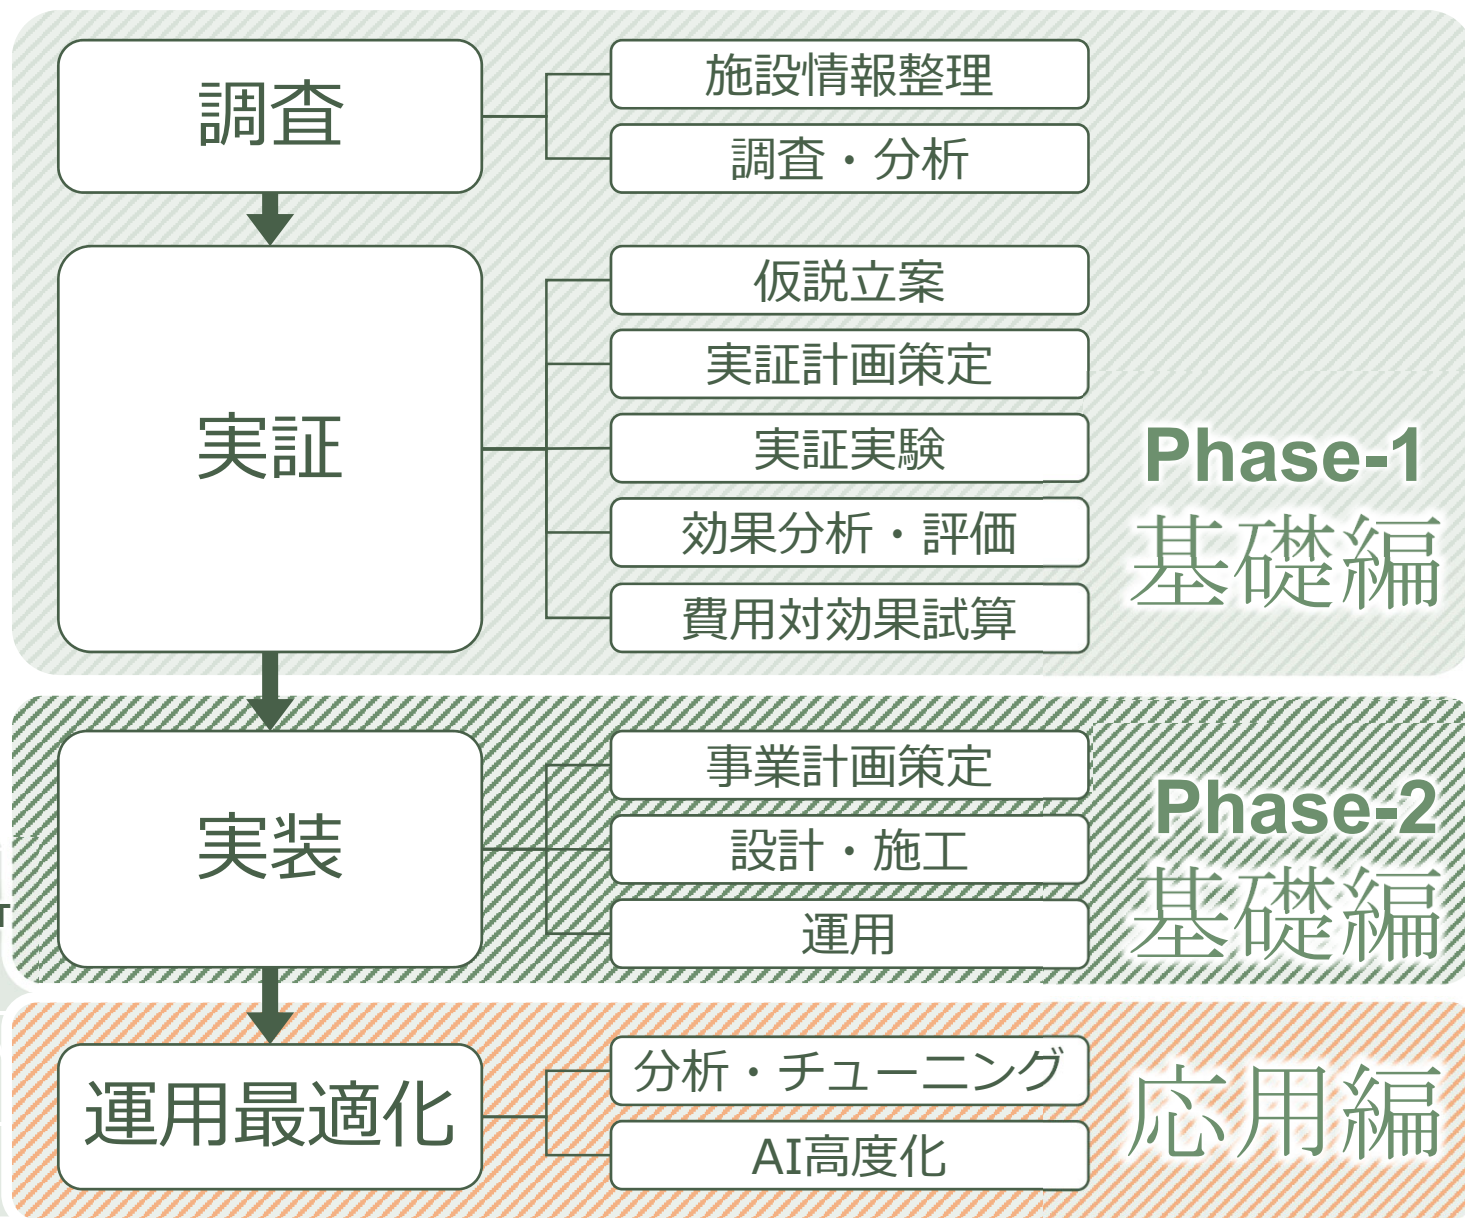 調査
施設情報整理
調査・分析
実証
仮説立案
実証計画策定
実証実験
効果分析・評価
費用対効果試算
Phase-1
基礎編
実装
事業計画策定
設計・施工
運用
Phase-2
基礎編
運用最適化
分析・チューニング
AI高度化
応用編